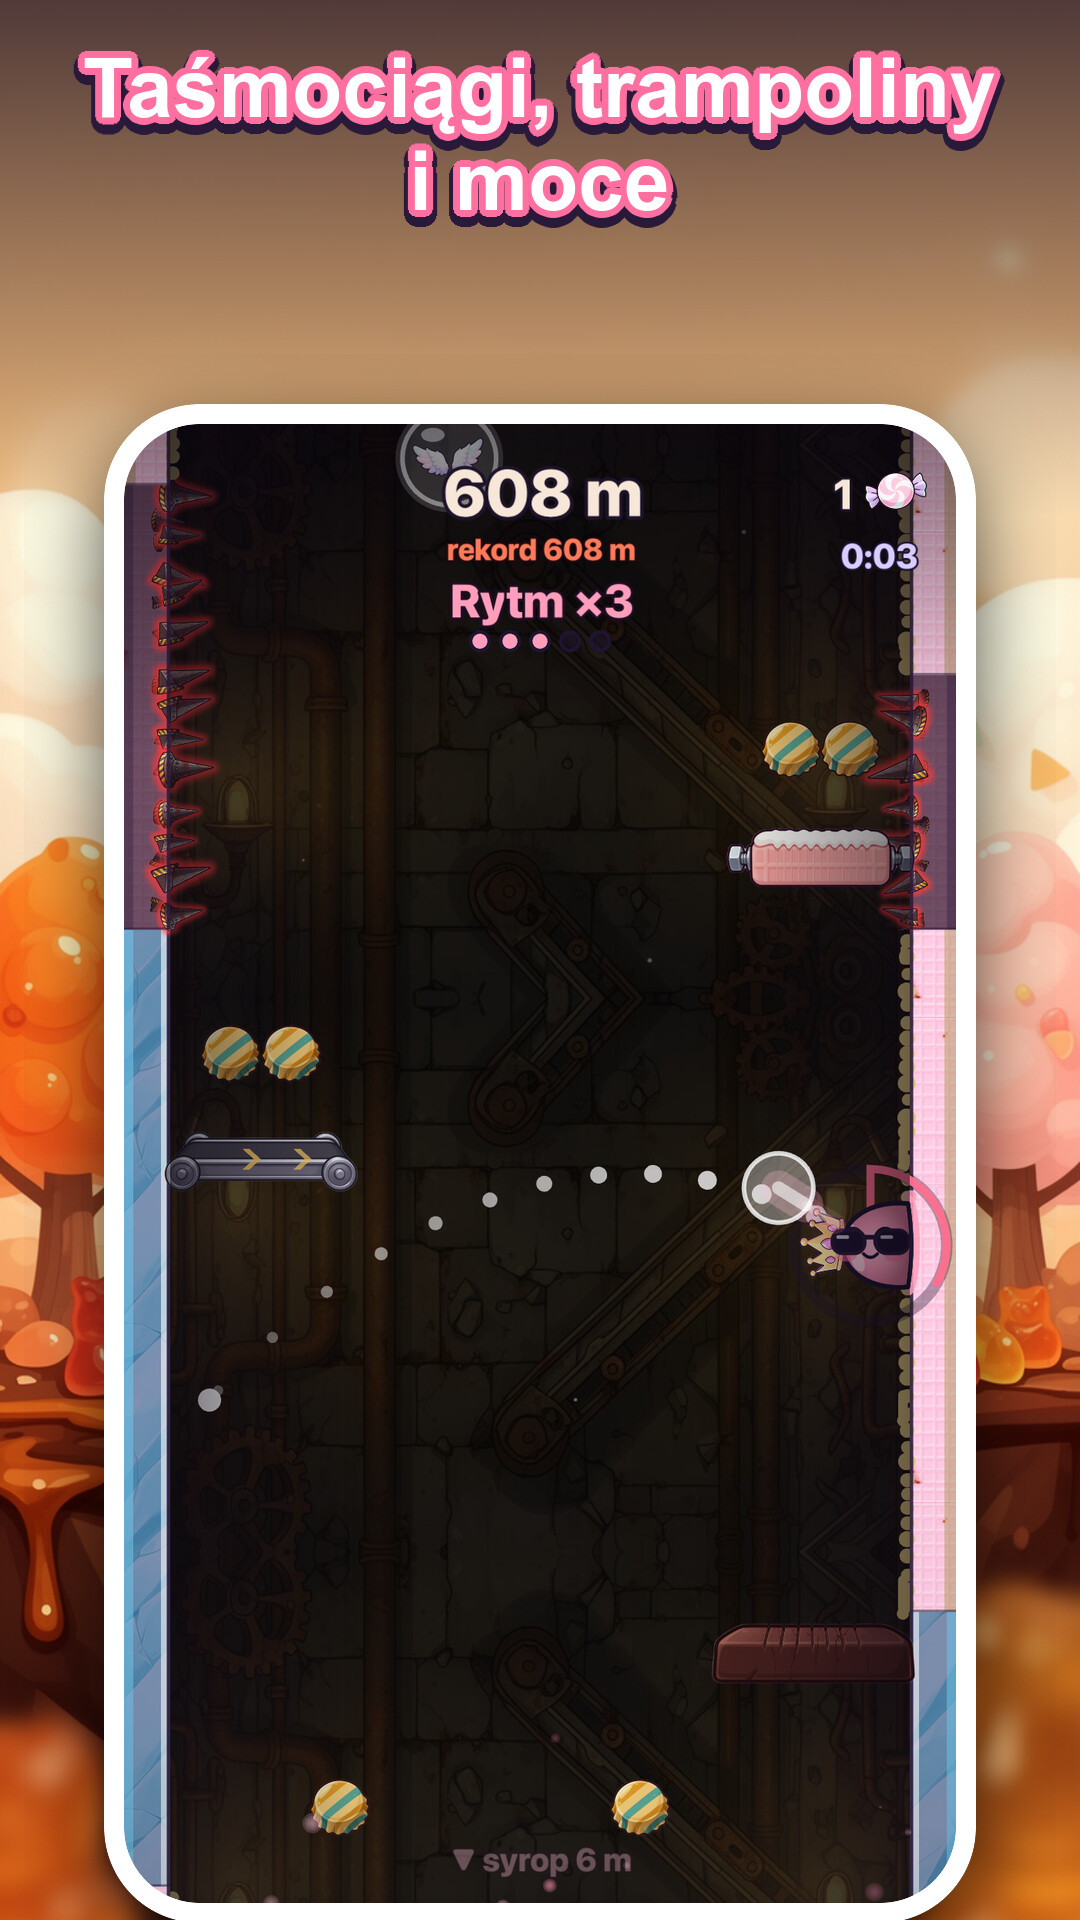 Taśmociągi, trampoliny
i moce
608 m
1
rekord 608 m
0:03
Rytm ×3
▼ syrop 6 m